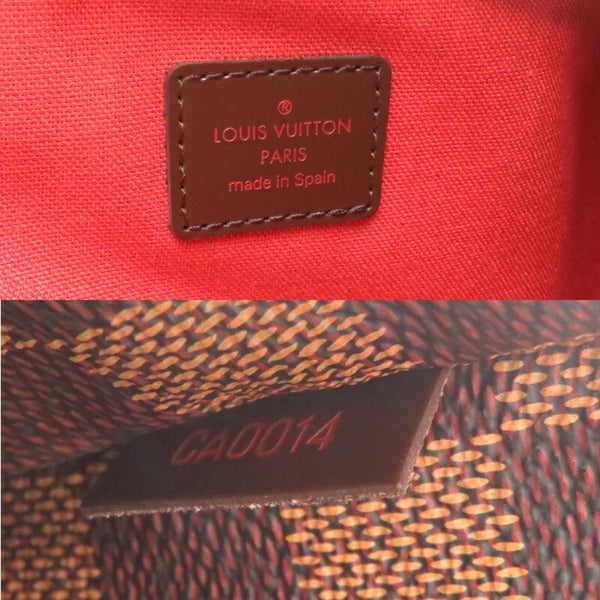 ®
LOUIS VUITTON
PARIS
made in Spain
CA0014